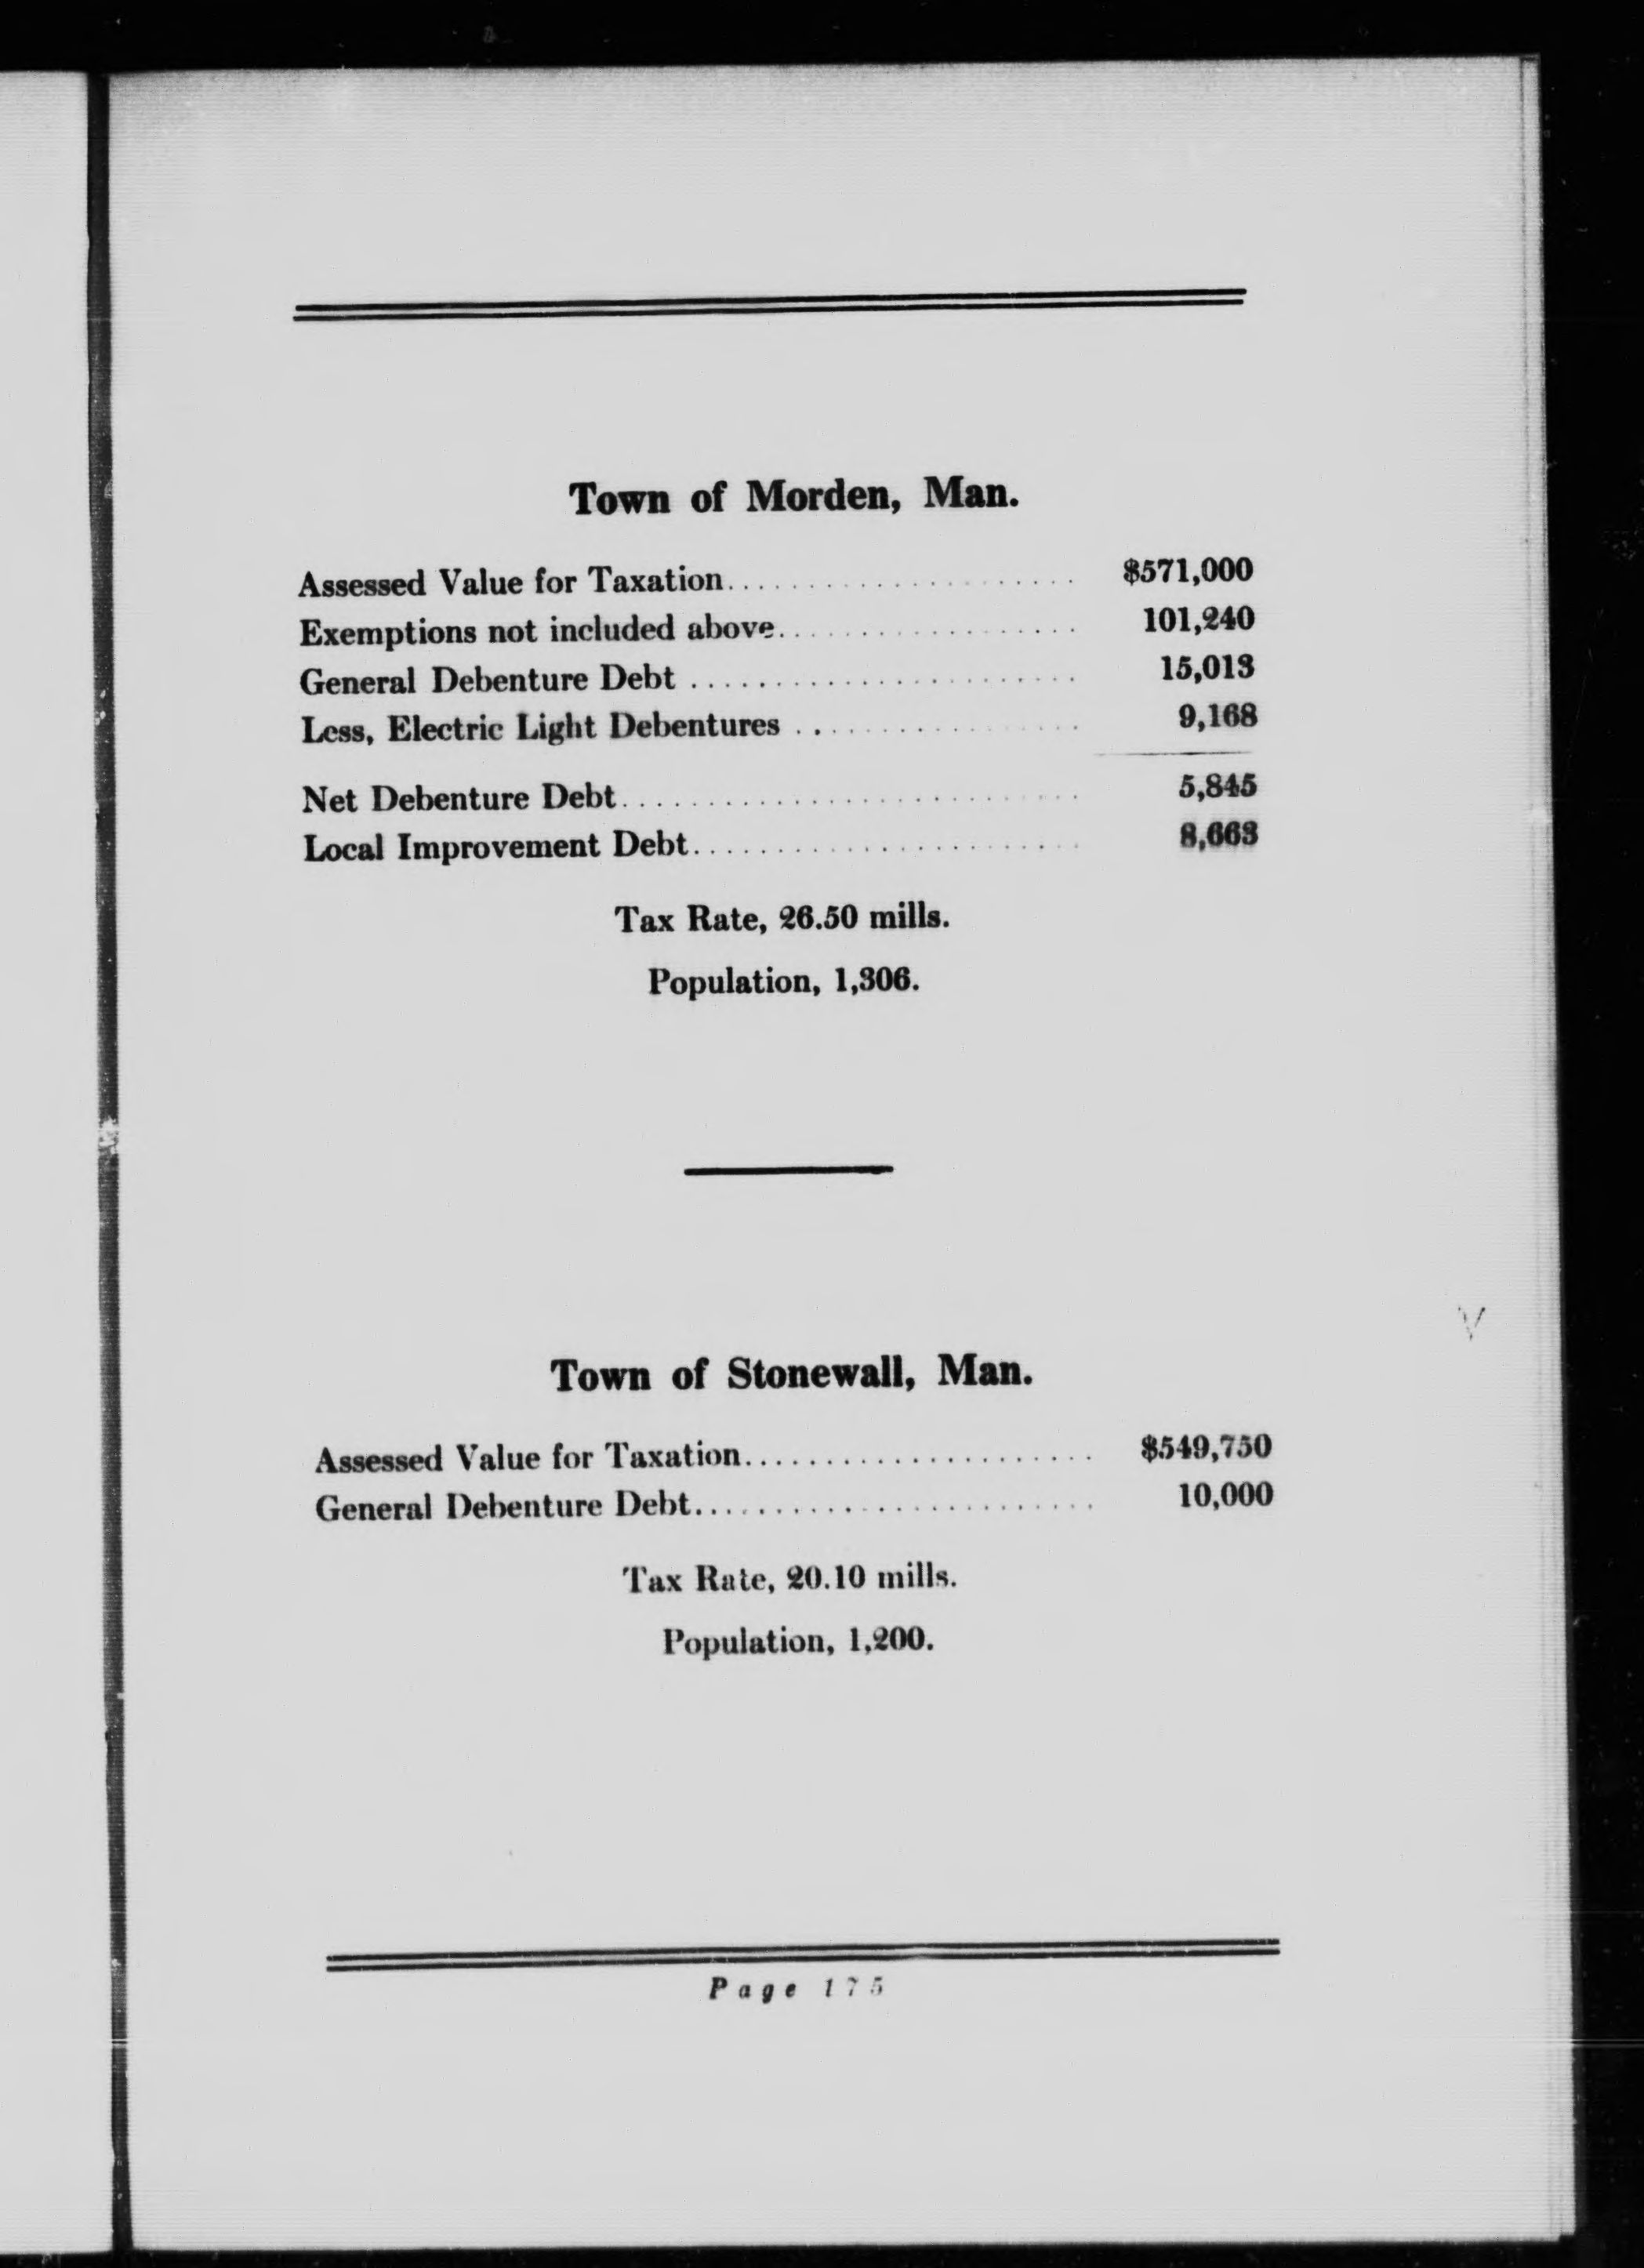 Town of Morden, Man.
Assessed Value for Taxation..................... $571,000
Exemptions not included above.................. 101,240
General Debenture Debt ........................ 15,013
Less, Electric Light Debentures .................. 9,168
Net Debenture Debt............................ 5,845
Local Improvement Debt........................ 8,663
Tax Rate, 26.50 mills.
Population, 1,306.
Town of Stonewall, Man.
Assessed Value for Taxation...................... $549,750
General Debenture Debt......................... 10,000
Tax Rate, 20.10 mills.
Population, 1,200.
Page 175